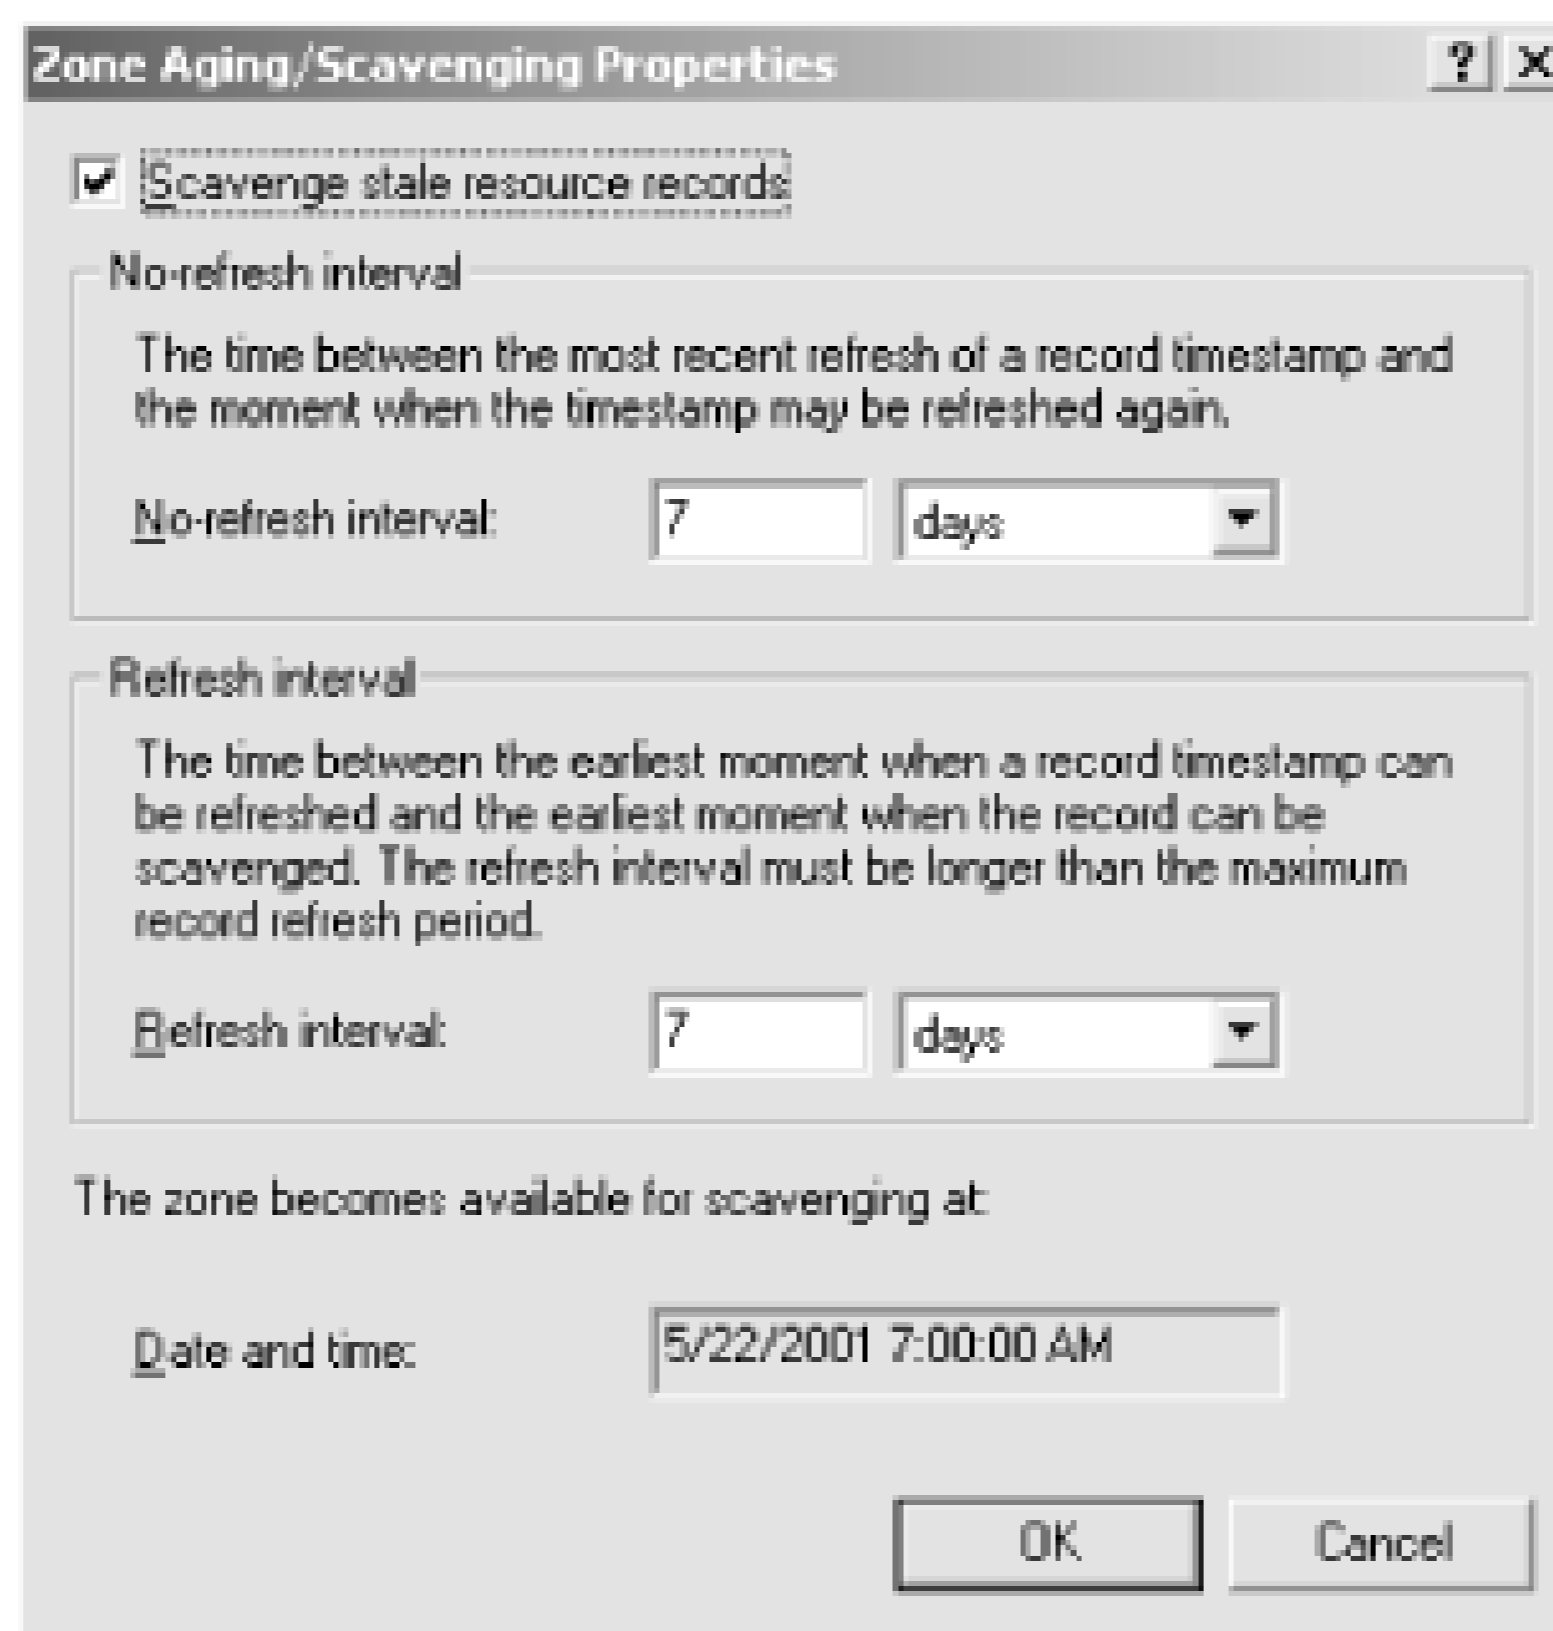 Zone Aging/Scavenging Properties
Scavenge stale resource records
No-refresh interval
The time between the most recent refresh of a record timestamp and
the moment when the timestamp may be refreshed again.
No-refresh interval: 7 days
Refresh interval
The time between the earliest moment when a record timestamp can
be refreshed and the earliest moment when the record can be
scavenged. The refresh interval must be longer than the maximum
record refresh period.
Refresh interval: 7 days
The zone becomes available for scavenging at:
Date and time: 5/22/2001 7:00:00 AM
OK Cancel